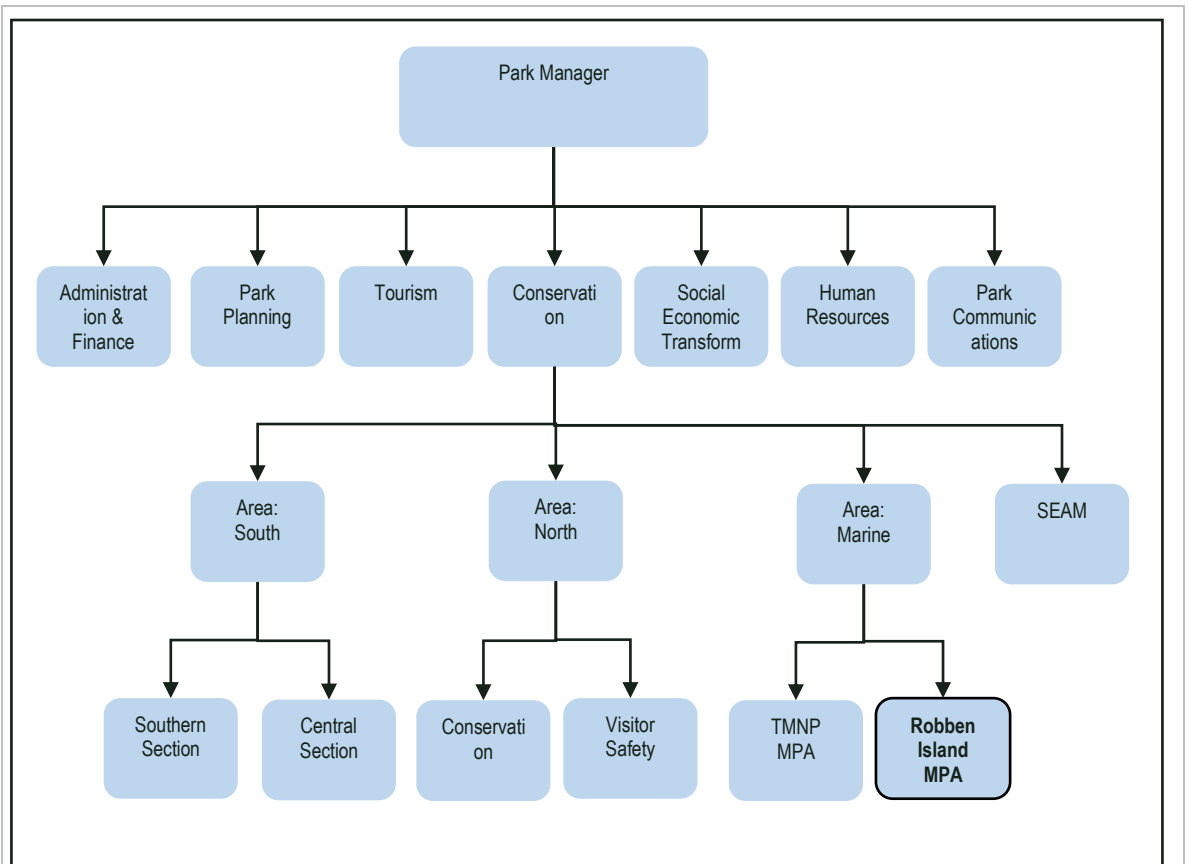 Park Manager
Administrat
ion &
Finance
Park
Planning
Tourism
Conservati
on
Social
Economic
Transform
Human
Resources
Park
Communic
ations
Area:
South
Area:
North
Area:
Marine
SEAM
Southern
Section
Central
Section
Conservati
on
Visitor
Safety
TMNP
MPA
Robben
Island
MPA